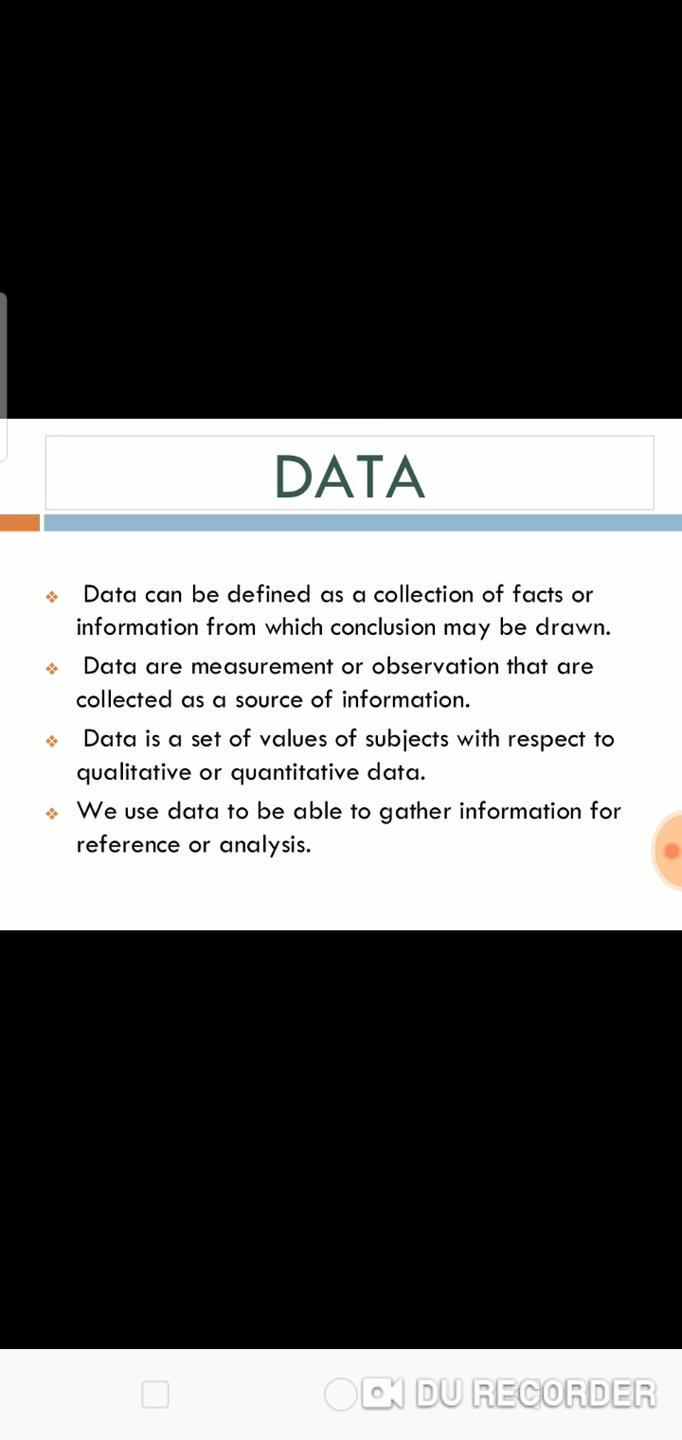 DATA
Data can be defined as a collection of facts or
information from which conclusion may be drawn.
Data are measurement or observation that are
collected as a source of information.
Data is a set of values of subjects with respect to
qualitative or quantitative data.
We use data to be able to gather information for
reference or analysis.
DU RECORDER